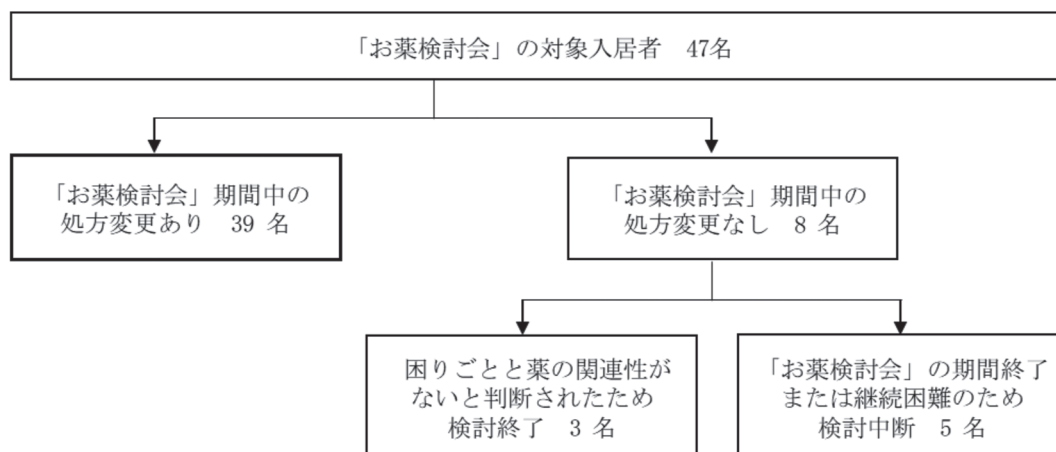 「お薬検討会」の対象入居者　47名
「お薬検討会」期間中の
処方変更あり　39 名
「お薬検討会」期間中の
処方変更なし　8 名
困りごとと薬の関連性が
ないと判断されたため
検討終了　3 名
「お薬検討会」の期間終了
または継続困難のため
検討中断　5 名